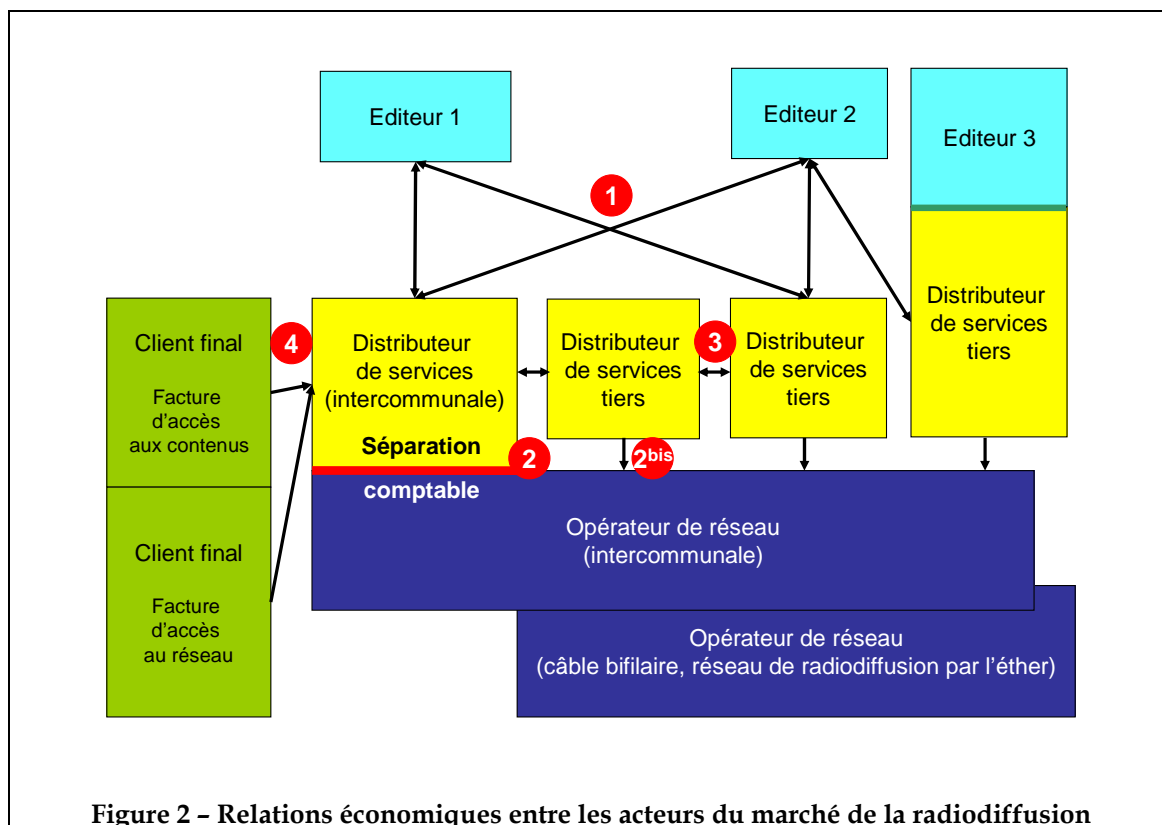 Editeur 1
Editeur 2
Editeur 3
1
Client final
Facture
d'accès
aux contenus
4
Distributeur
de services
(intercommunale)
Séparation
comptable
2
Distributeur
de services
tiers
2bis
3
Distributeur
de services
tiers
Distributeur
de services
tiers
Client final
Facture
d'accès
au réseau
Opérateur de réseau
(intercommunale)
Opérateur de réseau
(câble bifilaire, réseau de radiodiffusion par l'éther)
Figure 2 – Relations économiques entre les acteurs du marché de la radiodiffusion